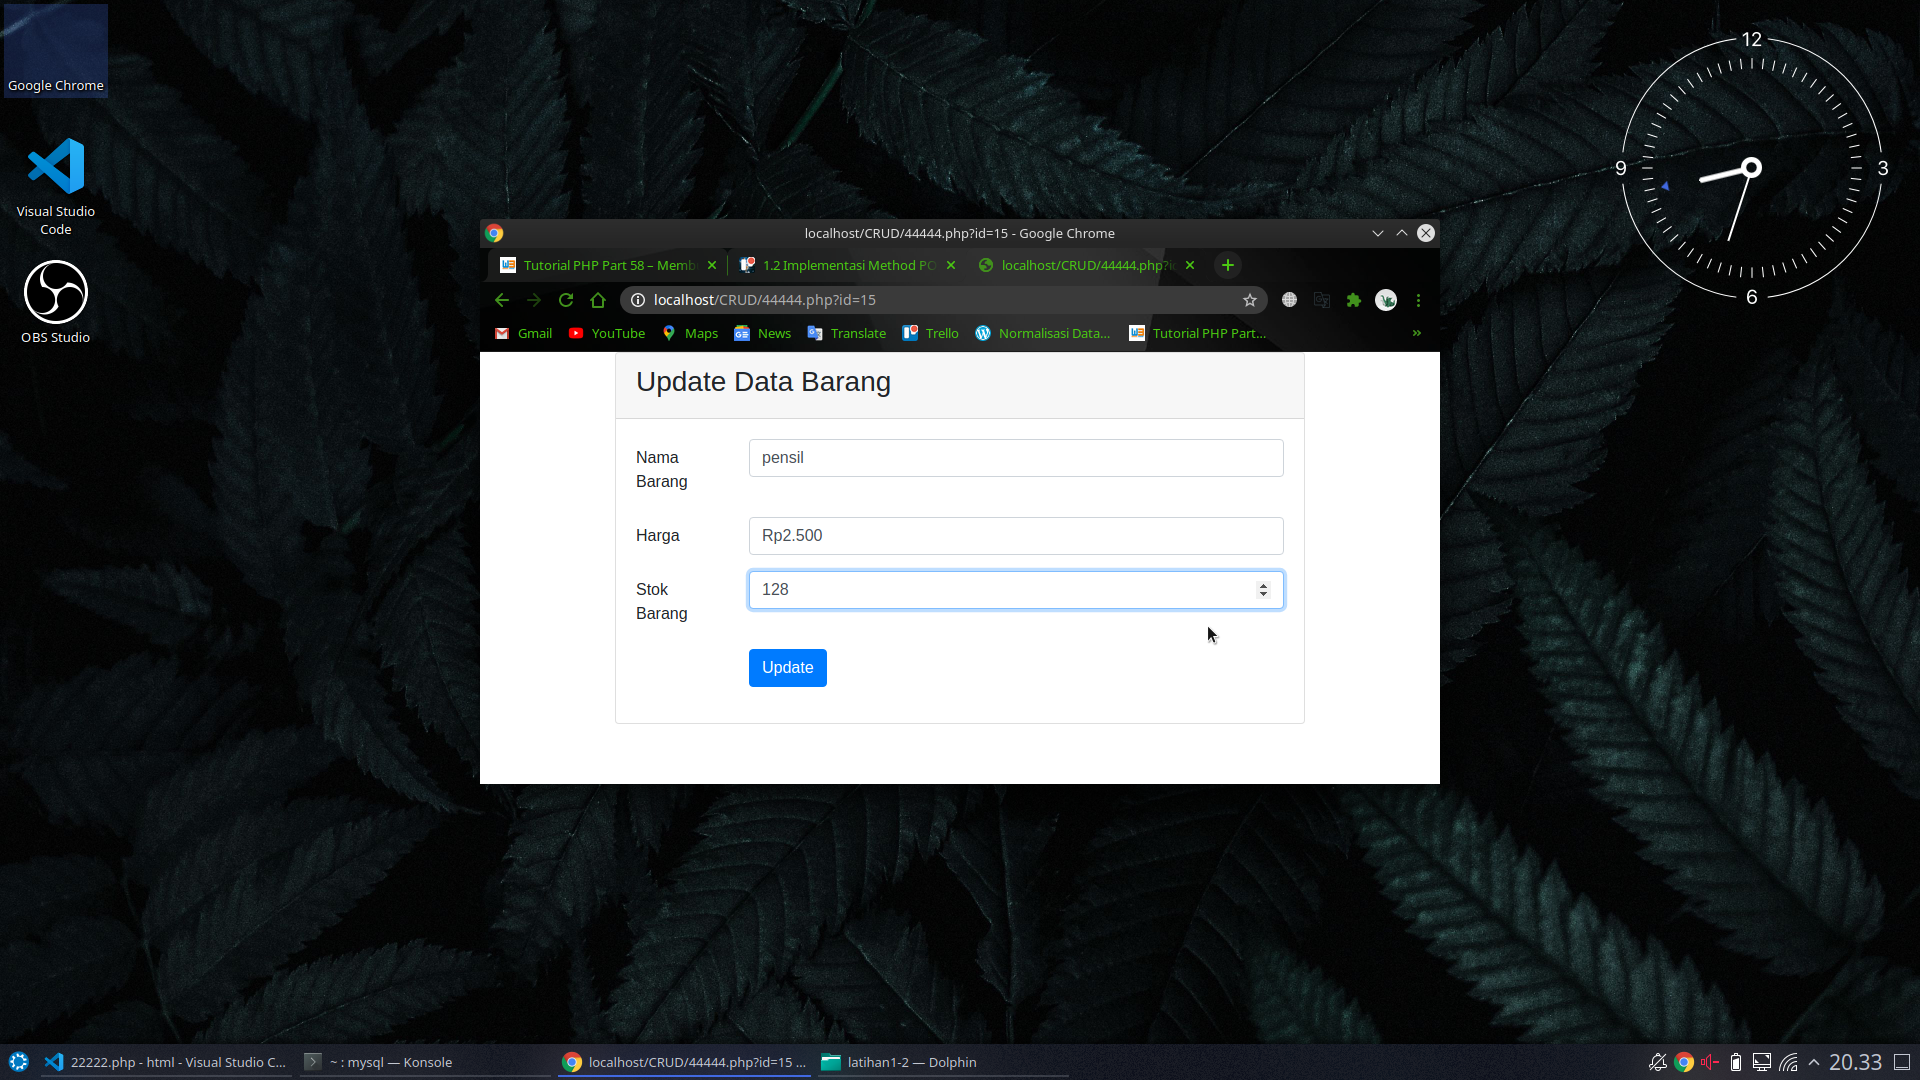 Google Chrome
Visual Studio
Code
OBS Studio
12
9
3
6
localhost/CRUD/44444.php?id=15 - Google Chrome
Tutorial PHP Part 58 – Memb
1.2 Implementasi Method PO
localhost/CRUD/44444.php?i
localhost/CRUD/44444.php?id=15
Gmail
YouTube
Maps
News
Translate
Trello
Normalisasi Data...
Tutorial PHP Part...
»
Update Data Barang
Nama
Barang
pensil
Harga
Rp2.500
Stok
Barang
128
Update
22222.php - html - Visual Studio C...
~ : mysql — Konsole
localhost/CRUD/44444.php?id=15 ...
latihan1-2 — Dolphin
20.33